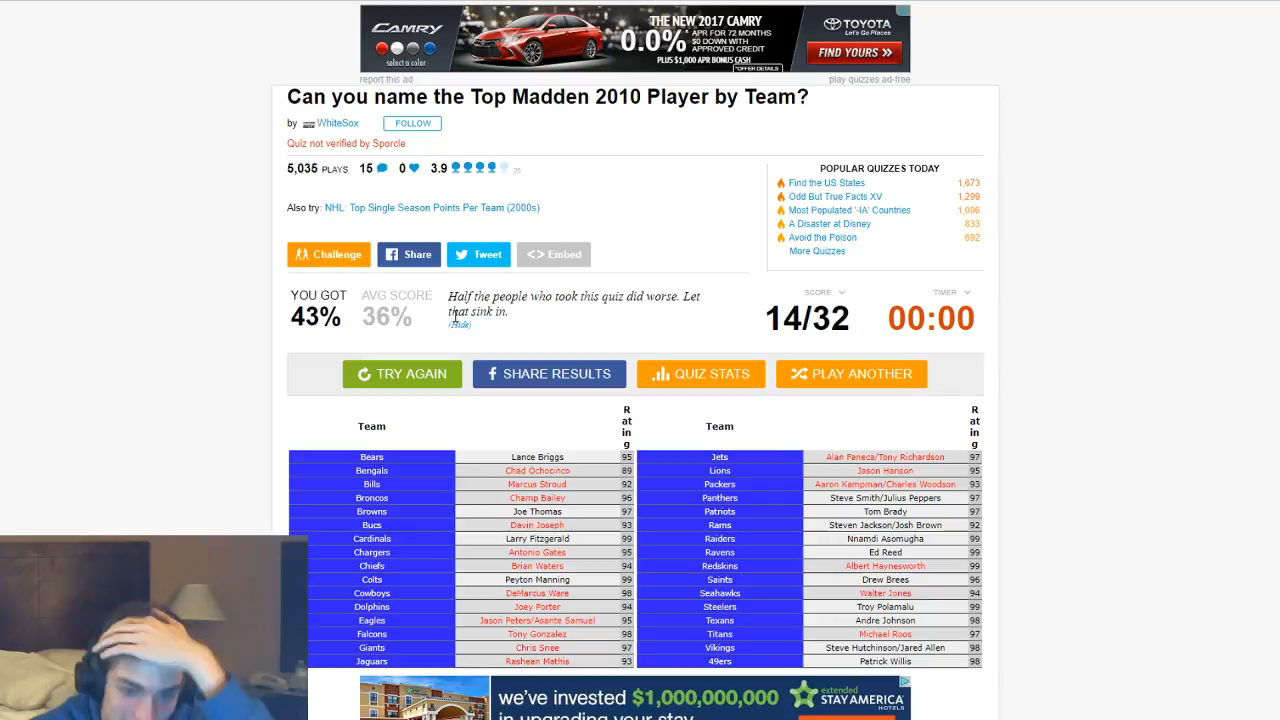 CAMRY
select a color
THE NEW 2017 CAMRY
0.0%* APR FOR 72 MONTHS
$0 DOWN WITH
APPROVED CREDIT
PLUS $1,000 APR BONUS CASH
*OFFER DETAILS
TOYOTA
Let's Go Places
FIND YOURS »
report this ad
play quizzes ad-free
Can you name the Top Madden 2010 Player by Team?
by WhiteSox FOLLOW
Quiz not verified by Sporcle
5,035 PLAYS 15 0 3.9 25
Also try: NHL: Top Single Season Points Per Team (2000s)
Challenge Share Tweet <> Embed
POPULAR QUIZZES TODAY
Find the US States 1,673
Odd But True Facts XV 1,299
Most Populated '-IA' Countries 1,096
A Disaster at Disney 833
Avoid the Poison 692
More Quizzes
YOU GOT
43%
AVG SCORE
36%
Half the people who took this quiz did worse. Let
that sink in.
(Hide)
SCORE
14/32
TIMER
00:00
TRY AGAIN SHARE RESULTS QUIZ STATS PLAY ANOTHER
Team Rating Team Rating
Bears Lance Briggs 95 Jets Alan Faneca/Tony Richardson 97
Bengals Chad Ochocinco 89 Lions Jason Hanson 95
Bills Marcus Stroud 92 Packers Aaron Kampman/Charles Woodson 93
Broncos Champ Bailey 96 Panthers Steve Smith/Julius Peppers 97
Browns Joe Thomas 97 Patriots Tom Brady 97
Bucs Davin Joseph 93 Rams Steven Jackson/Josh Brown 92
Cardinals Larry Fitzgerald 99 Raiders Nnamdi Asomugha 99
Chargers Antonio Gates 95 Ravens Ed Reed 99
Chiefs Brian Waters 94 Redskins Albert Haynesworth 99
Colts Peyton Manning 99 Saints Drew Brees 96
Cowboys DeMarcus Ware 98 Seahawks Walter Jones 94
Dolphins Joey Porter 94 Steelers Troy Polamalu 99
Eagles Jason Peters/Asante Samuel 95 Texans Andre Johnson 98
Falcons Tony Gonzalez 98 Titans Michael Roos 97
Giants Chris Snee 97 Vikings Steve Hutchinson/Jared Allen 98
Jaguars Rashean Mathis 93 49ers Patrick Willis 98
we've invested $1,000,000,000
in upgrading your stay
extended
STAY AMERICA
HOTELS